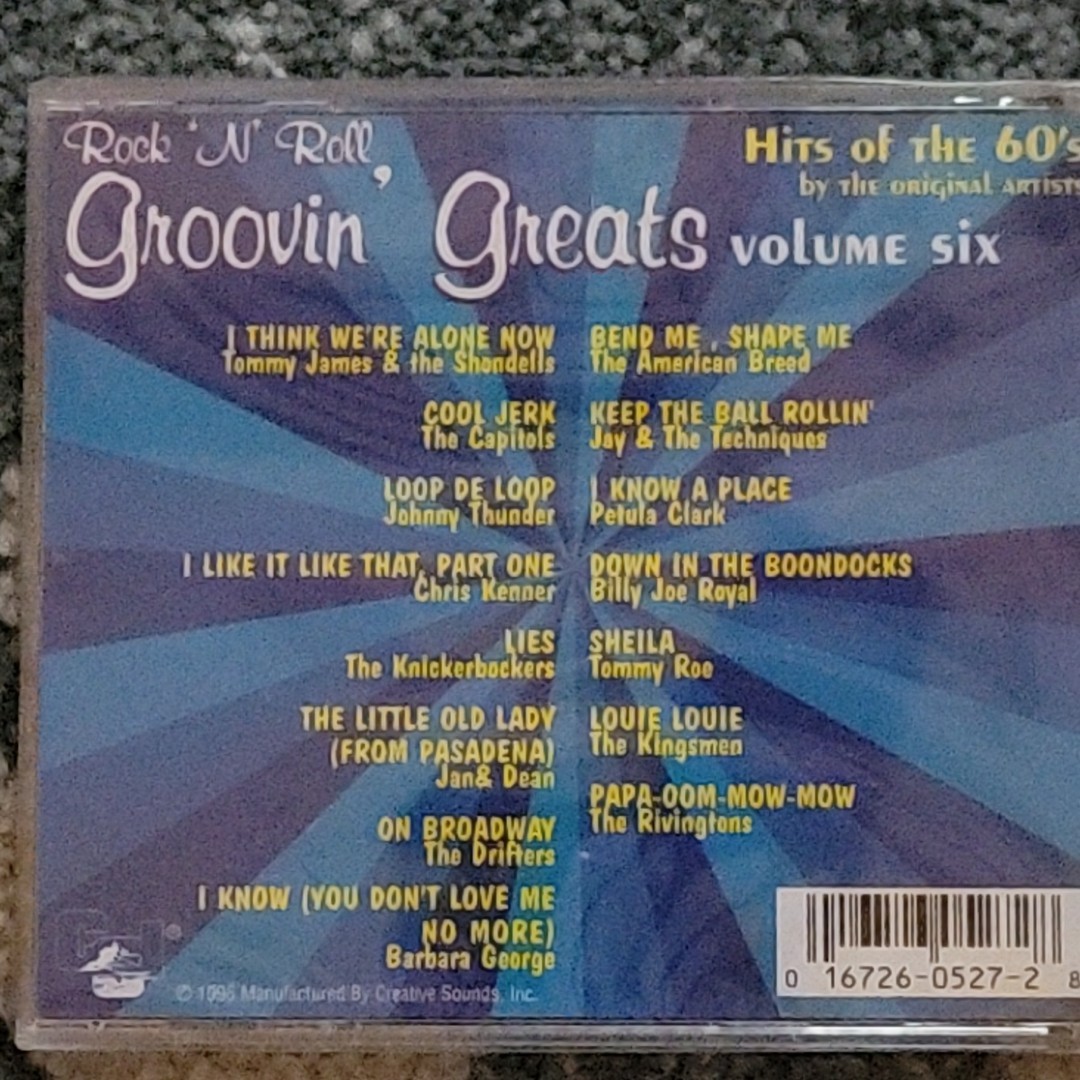 Rock 'N' Roll
Groovin' Greats VOLUME SIX
HITS OF THE 60's
by THE ORIGINAL ARTISTS
I THINK WE'RE ALONE NOW
Tommy James & the Shondells
COOL JERK
The Capitols
LOOP DE LOOP
Johnny Thunder
I LIKE IT LIKE THAT, PART ONE
Chris Kenner
LIES
The Knickerbockers
THE LITTLE OLD LADY
(FROM PASADENA)
Jan& Dean
ON BROADWAY
The Drifters
I KNOW (YOU DON'T LOVE ME
NO MORE)
Barbara George
BEND ME , SHAPE ME
The American Breed
KEEP THE BALL ROLLIN'
Jay & The Techniques
I KNOW A PLACE
Petula Clark
DOWN IN THE BOONDOCKS
Billy Joe Royal
SHEILA
Tommy Roe
LOUIE LOUIE
The Kingsmen
PAPA-OOM-MOW-MOW
The Rivingtons
© Manufactured By Creative Sounds, Inc.
0 16726-0527-2 8